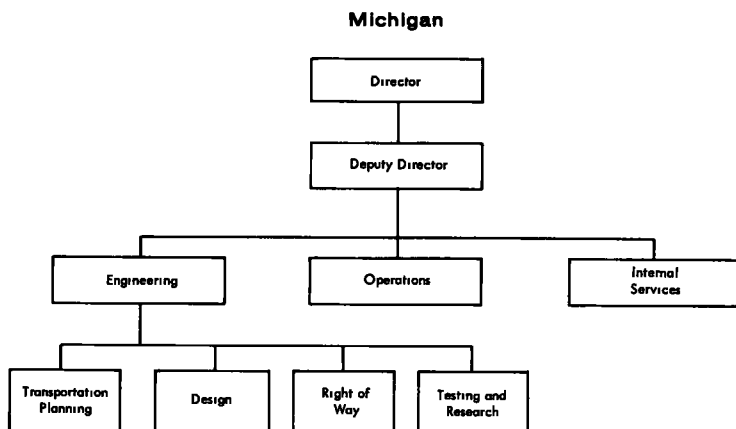 Michigan
Director
Deputy Director
Engineering
Operations
Internal
Services
Transportation
Planning
Design
Right of
Way
Testing and
Research